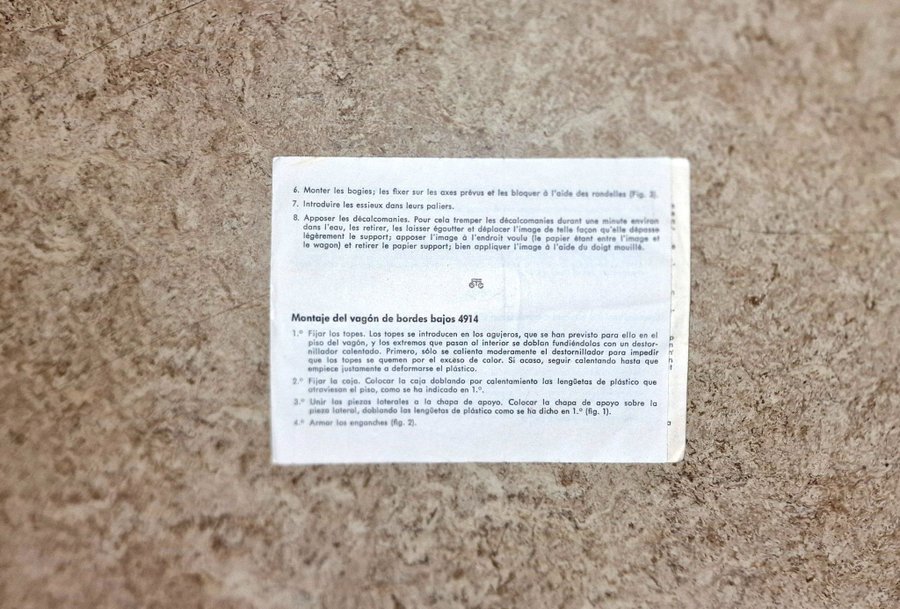 6. Monter les bogies; les fixer sur les axes prévus et les bloquer à l'aide des rondelles (Fig. 3).
7. Introduire les essieux dans leurs paliers.
8. Apposer les décalcomanies. Pour cela tremper les décalcomanies durant une minute environ
dans l'eau, les retirer, les laisser égoutter et déplacer l'image de telle façon qu'elle dépasse
légèrement le support; apposer l'image à l'endroit voulu (le papier étant entre l'image et
le wagon) et retirer le papier support; bien appliquer l'image à l'aide du doigt mouillé.
Montaje del vagón de bordes bajos 4914
1.º Fijar los topes. Los topes se introducen en los agujeros, que se han previsto para ello en el
piso del vagón, y los extremos que pasan al interior se doblan fundiéndolos con un destor-
nillador calentado. Primero, sólo se calienta moderamente el destornillador para impedir
que los topes se quemen por el exceso de calor. Si acaso, seguir calentando hasta que
empiece justamente a deformarse el plástico.
2.º Fijar la caja. Colocar la caja doblando por calentamiento las lengüetas de plástico que
atraviesan el piso, como se ha indicado en 1.º.
3.º Unir las piezas laterales a la chapa de apoyo. Colocar la chapa de apoyo sobre la
pieza lateral, doblando las lengüetas de plástico como se ha dicho en 1.º (fig. 1).
4.º Armar los enganches (fig. 2).